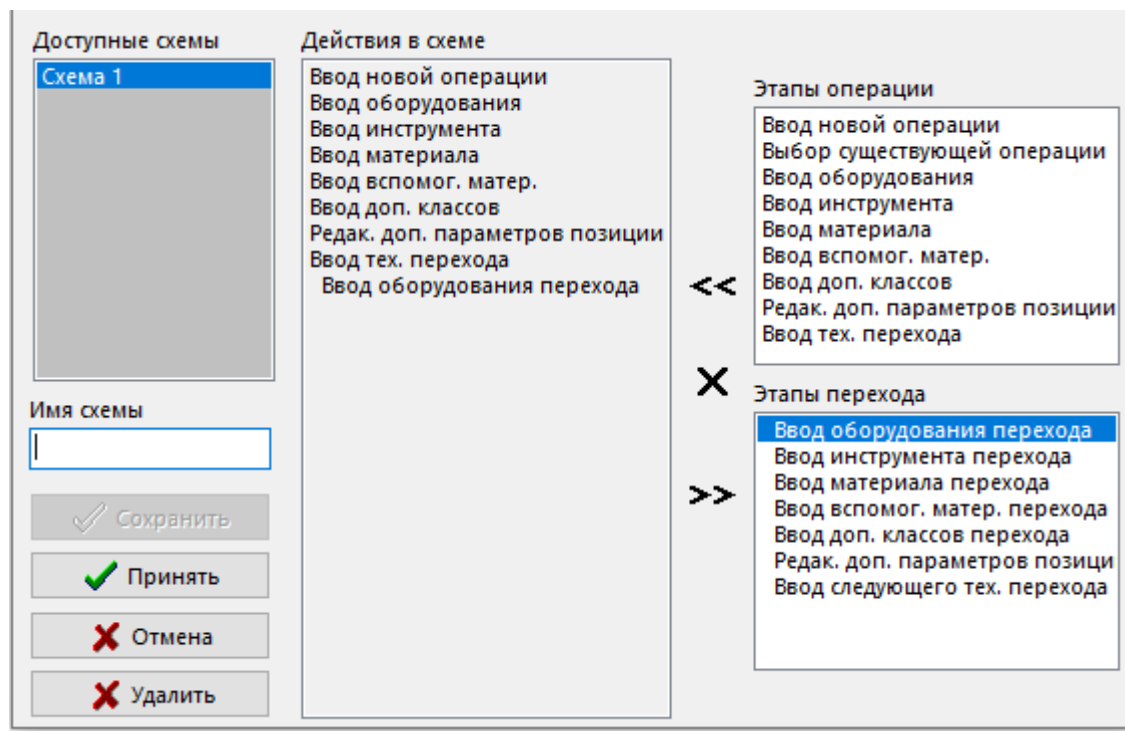 Доступные схемы
Схема 1
Имя схемы
Сохранить
Принять
Отмена
Удалить
Действия в схеме
Ввод новой операции
Ввод оборудования
Ввод инструмента
Ввод материала
Ввод вспомог. матер.
Ввод доп. классов
Редак. доп. параметров позиции
Ввод тех. перехода
Ввод оборудования перехода
<<
X
>>
Этапы операции
Ввод новой операции
Выбор существующей операции
Ввод оборудования
Ввод инструмента
Ввод материала
Ввод вспомог. матер.
Ввод доп. классов
Редак. доп. параметров позиции
Ввод тех. перехода
Этапы перехода
Ввод оборудования перехода
Ввод инструмента перехода
Ввод материала перехода
Ввод вспомог. матер. перехода
Ввод доп. классов перехода
Редак. доп. параметров позици
Ввод следующего тех. перехода